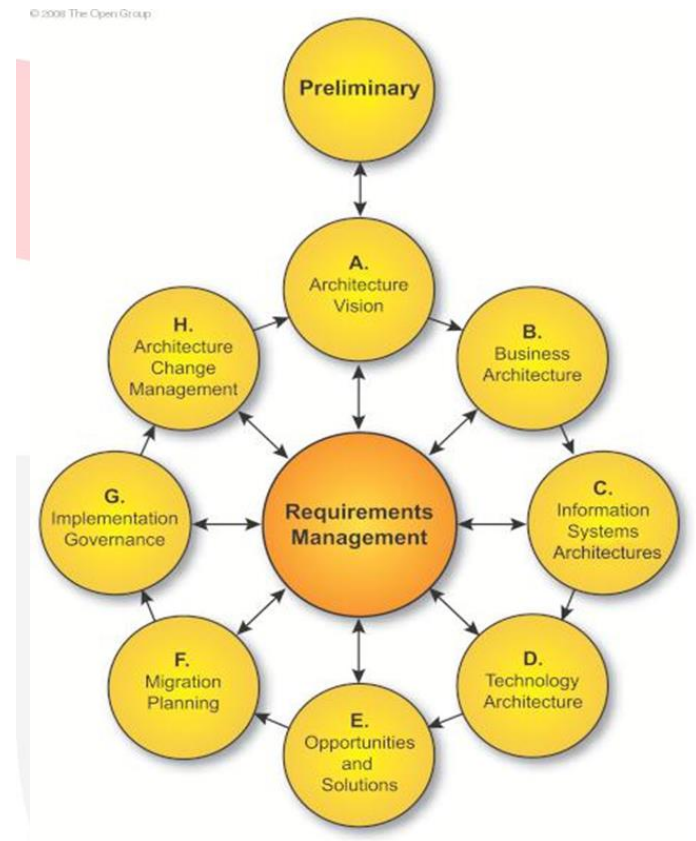 © 2008 The Open Group
Preliminary
A.
Architecture
Vision
B.
Business
Architecture
C.
Information
Systems
Architectures
D.
Technology
Architecture
E.
Opportunities
and
Solutions
F.
Migration
Planning
G.
Implementation
Governance
H.
Architecture
Change
Management
Requirements
Management